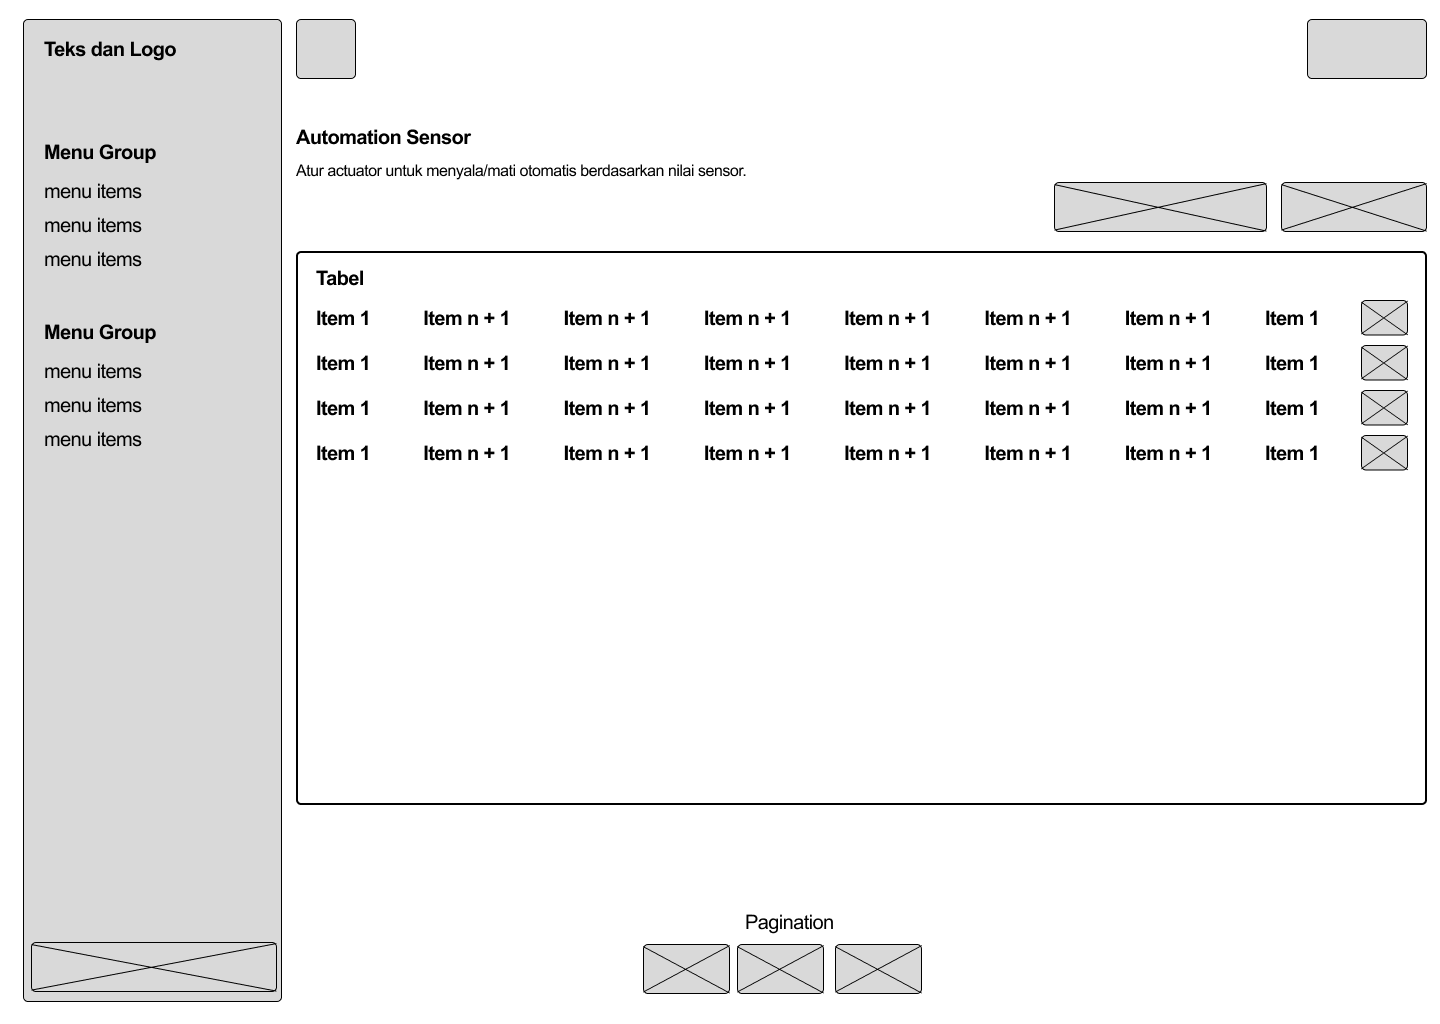 Teks dan Logo
Menu Group
menu items
menu items
menu items
Menu Group
menu items
menu items
menu items
Automation Sensor
Atur actuator untuk menyala/mati otomatis berdasarkan nilai sensor.
Tabel
Item 1 Item n + 1 Item n + 1 Item n + 1 Item n + 1 Item n + 1 Item n + 1 Item 1
Item 1 Item n + 1 Item n + 1 Item n + 1 Item n + 1 Item n + 1 Item n + 1 Item 1
Item 1 Item n + 1 Item n + 1 Item n + 1 Item n + 1 Item n + 1 Item n + 1 Item 1
Item 1 Item n + 1 Item n + 1 Item n + 1 Item n + 1 Item n + 1 Item n + 1 Item 1
Pagination